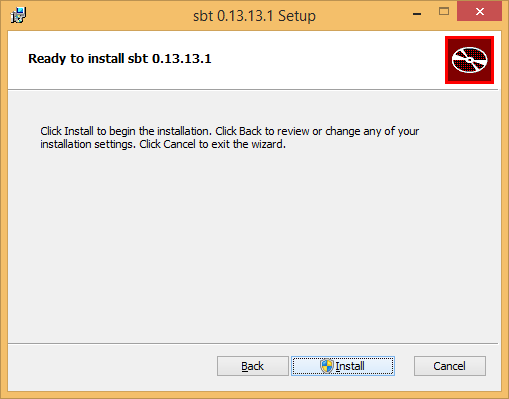 sbt 0.13.13.1 Setup
Ready to install sbt 0.13.13.1
Click Install to begin the installation. Click Back to review or change any of your
installation settings. Click Cancel to exit the wizard.
Back Install Cancel